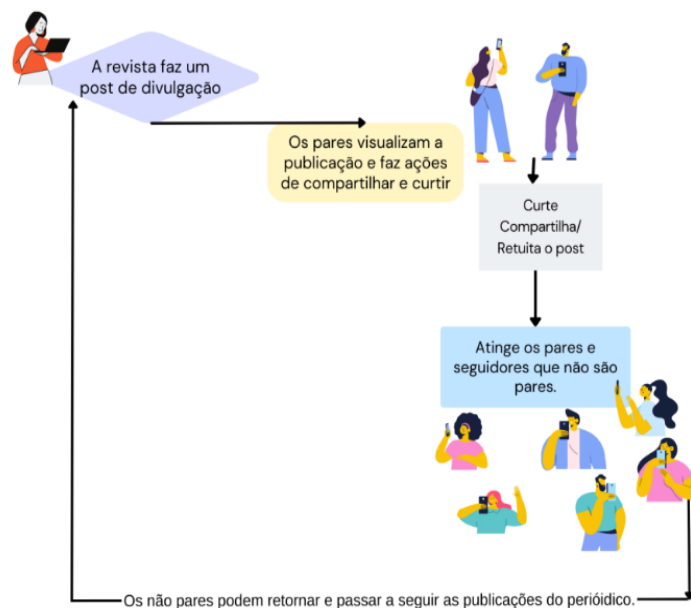 A revista faz um
post de divulgação
Os pares visualizam a
publicação e faz ações
de compartilhar e curtir
Curte
Compartilha/
Retuita o post
Atinge os pares e
seguidores que não são
pares.
Os não pares podem retornar e passar a seguir as publicações do perióidico.